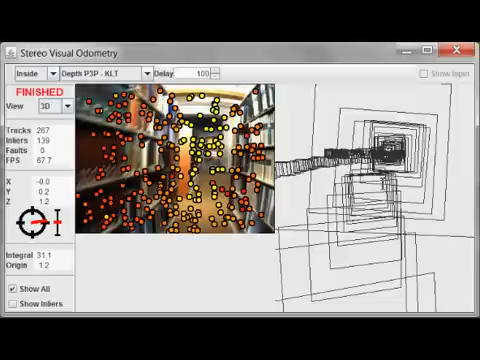 Stereo Visual Odometry
Inside Depth P3P - KLT Delay 100 Show Input
FINISHED
View 3D
Tracks 267
Inliers 139
Faults 0
FPS 67.7
X -0.0
Y 0.2
Z 1.2
Integral 31.1
Origin 1.2
Show All
Show Inliers